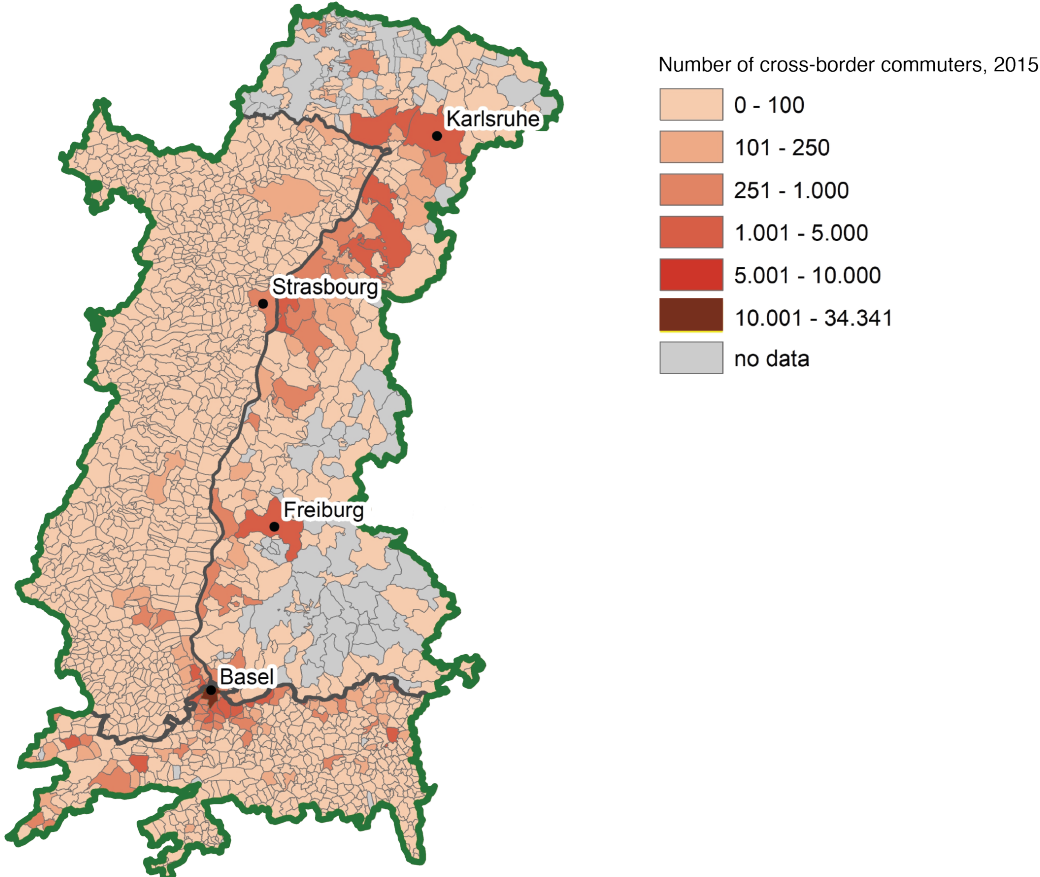 Number of cross-border commuters, 2015
0 - 100
101 - 250
251 - 1.000
1.001 - 5.000
5.001 - 10.000
10.001 - 34.341
no data
Karlsruhe
Strasbourg
Freiburg
Basel